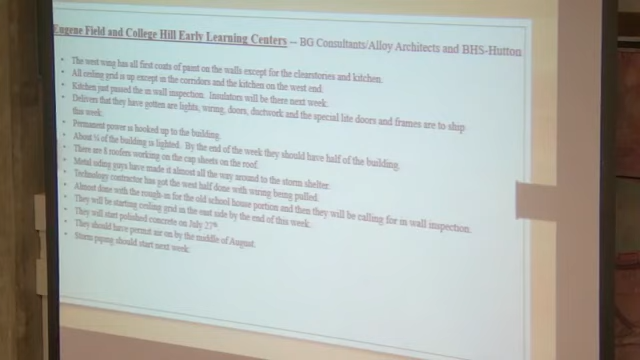 Eugene Field and College Hill Early Learning Centers – BG Consultants/Alloy Architects and BHS-Hutton
• The west wing has all first coats of paint on the walls except for the clearstories and kitchen.
• All ceiling grid is up except in the corridors and the kitchen on the west end.
• Kitchen just passed the in wall inspection. Insulators will be there next week.
• Delivers that they have gotten are lights, wiring, doors, ductwork and the special lite doors and frames are to ship
this week.
• Permanent power is hooked up to the building.
• About ¼ of the building is lighted. By the end of the week they should have half of the building.
• There are 8 roofers working on the cap sheets on the roof.
• Metal siding guys have made it almost all the way around to the storm shelter.
• Technology contractor has got the west half done with wiring being pulled.
• Almost done with the rough-in for the old school house portion and then they will be calling for in wall inspection.
• They will be starting ceiling grid in the east side by the end of this week.
• They will start polished concrete on July 27th.
• They should have permit air on by the middle of August.
• Storm piping should start next week.